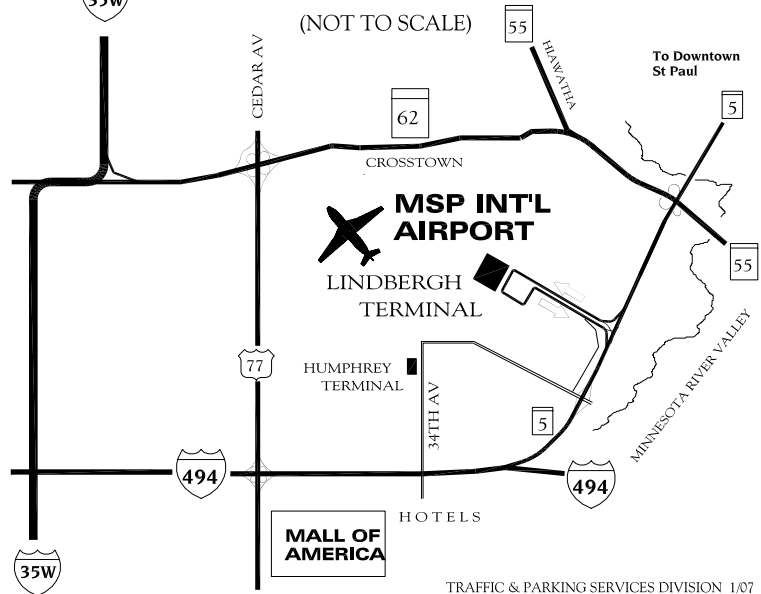 35W
(NOT TO SCALE)
55
HIAWATHA
To Downtown
St Paul
5
CEDAR AV
62
CROSSTOWN
MSP INT'L
AIRPORT
55
LINDBERGH
TERMINAL
MINNESOTA RIVER VALLEY
77
HUMPHREY
TERMINAL
34TH AV
5
494
494
HOTELS
MALL OF
AMERICA
35W
TRAFFIC & PARKING SERVICES DIVISION 1/07